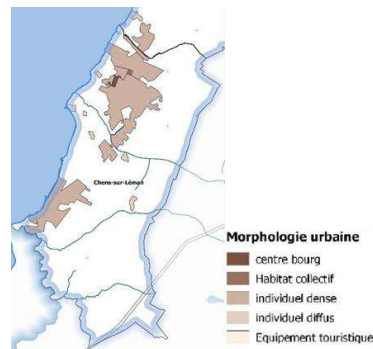 Chens-sur-Léman
Morphologie urbaine
centre bourg
Habitat collectif
individuel dense
individuel diffus
Equipement touristique